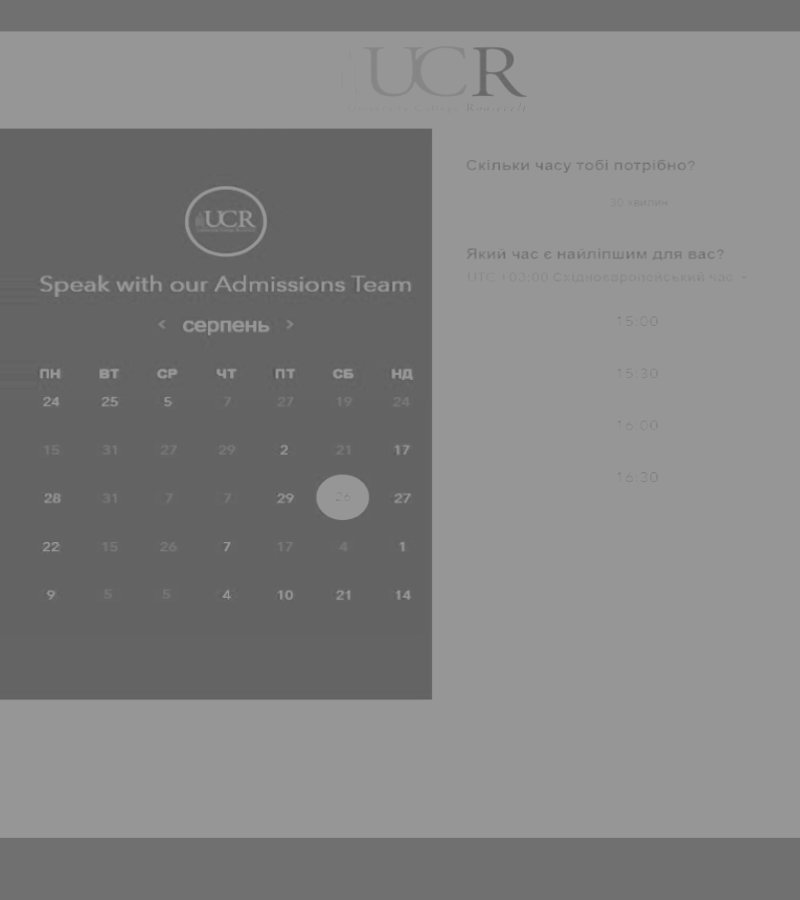 UCR
University College Roosevelt
UCR
Speak with our Admissions Team
‹ серпень ›
ПН ВТ СР ЧТ ПТ СБ НД
24 25 5 7 27 19 24
15 31 27 29 2 21 17
28 31 7 7 29 26 27
22 15 26 7 17 4 1
9 5 5 4 10 21 14
Скільки часу тобі потрібно?
30 хвилин
Який час є найліпшим для вас?
UTC +03:00 Східноєвропейський час
15:00
15:30
16:00
16:30